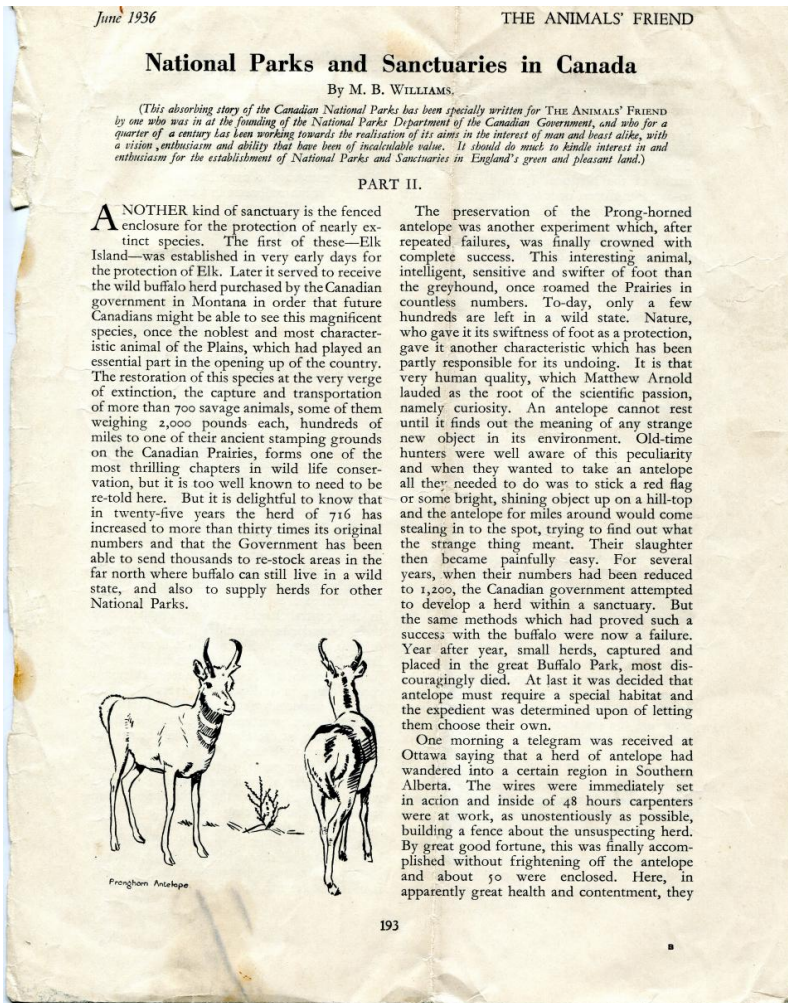 June 1936
THE ANIMALS' FRIEND
National Parks and Sanctuaries in Canada
By M. B. WILLIAMS.
(This absorbing story of the Canadian National Parks has been specially written for THE ANIMALS' FRIEND
by one who was in at the founding of the National Parks Department of the Canadian Government, and who for a
quarter of a century has been working towards the realisation of its aims in the interest of man and beast alike, with
a vision, enthusiasm and ability that have been of incalculable value. It should do much to kindle interest in and
enthusiasm for the establishment of National Parks and Sanctuaries in England's green and pleasant land.)
PART II.
ANOTHER kind of sanctuary is the fenced
enclosure for the protection of nearly ex-
tinct species. The first of these—Elk
Island—was established in very early days for
the protection of Elk. Later it served to receive
the wild buffalo herd purchased by the Canadian
government in Montana in order that future
Canadians might be able to see this magnificent
species, once the noblest and most character-
istic animal of the Plains, which had played an
essential part in the opening up of the country.
The restoration of this species at the very verge
of extinction, the capture and transportation
of more than 700 savage animals, some of them
weighing 2,000 pounds each, hundreds of
miles to one of their ancient stamping grounds
on the Canadian Prairies, forms one of the
most thrilling chapters in wild life conser-
vation, but it is too well known to need to be
re-told here. But it is delightful to know that
in twenty-five years the herd of 716 has
increased to more than thirty times its original
numbers and that the Government has been
able to send thousands to re-stock areas in the
far north where buffalo can still live in a wild
state, and also to supply herds for other
National Parks.
Pronghorn Antelope
The preservation of the Prong-horned
antelope was another experiment which, after
repeated failures, was finally crowned with
complete success. This interesting animal,
intelligent, sensitive and swifter of foot than
the greyhound, once roamed the Prairies in
countless numbers. To-day, only a few
hundreds are left in a wild state. Nature,
who gave it its swiftness of foot as a protection,
gave it another characteristic which has been
partly responsible for its undoing. It is that
very human quality, which Matthew Arnold
lauded as the root of the scientific passion,
namely curiosity. An antelope cannot rest
until it finds out the meaning of any strange
new object in its environment. Old-time
hunters were well aware of this peculiarity
and when they wanted to take an antelope
all they needed to do was to stick a red flag
or some bright, shining object up on a hill-top
and the antelope for miles around would come
stealing in to the spot, trying to find out what
the strange thing meant. Their slaughter
then became painfully easy. For several
years, when their numbers had been reduced
to 1,200, the Canadian government attempted
to develop a herd within a sanctuary. But
the same methods which had proved such a
success with the buffalo were now a failure.
Year after year, small herds, captured and
placed in the great Buffalo Park, most dis-
couragingly died. At last it was decided that
antelope must require a special habitat and
the expedient was determined upon of letting
them choose their own.
One morning a telegram was received at
Ottawa saying that a herd of antelope had
wandered into a certain region in Southern
Alberta. The wires were immediately set
in action and inside of 48 hours carpenters
were at work, as unostentiously as possible,
building a fence about the unsuspecting herd.
By great good fortune, this was finally accom-
plished without frightening off the antelope
and about 50 were enclosed. Here, in
apparently great health and contentment, they
193
B